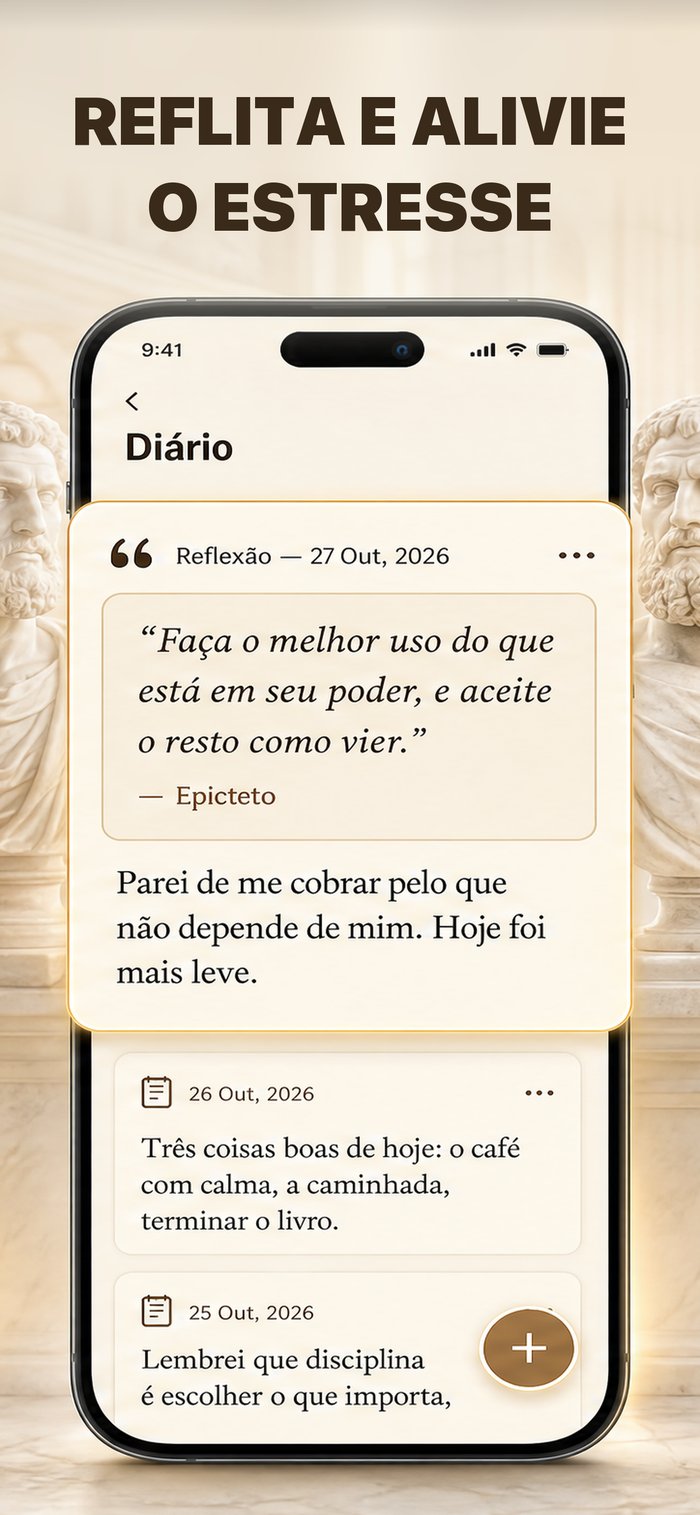 REFLITA E ALIVIE
O ESTRESSE
9:41
Diário
Reflexão — 27 Out, 2026
“Faça o melhor uso do que
está em seu poder, e aceite
o resto como vier.”
— Epicteto
Parei de me cobrar pelo que
não depende de mim. Hoje foi
mais leve.
26 Out, 2026
Três coisas boas de hoje: o café
com calma, a caminhada,
terminar o livro.
25 Out, 2026
Lembrei que disciplina
é escolher o que importa,